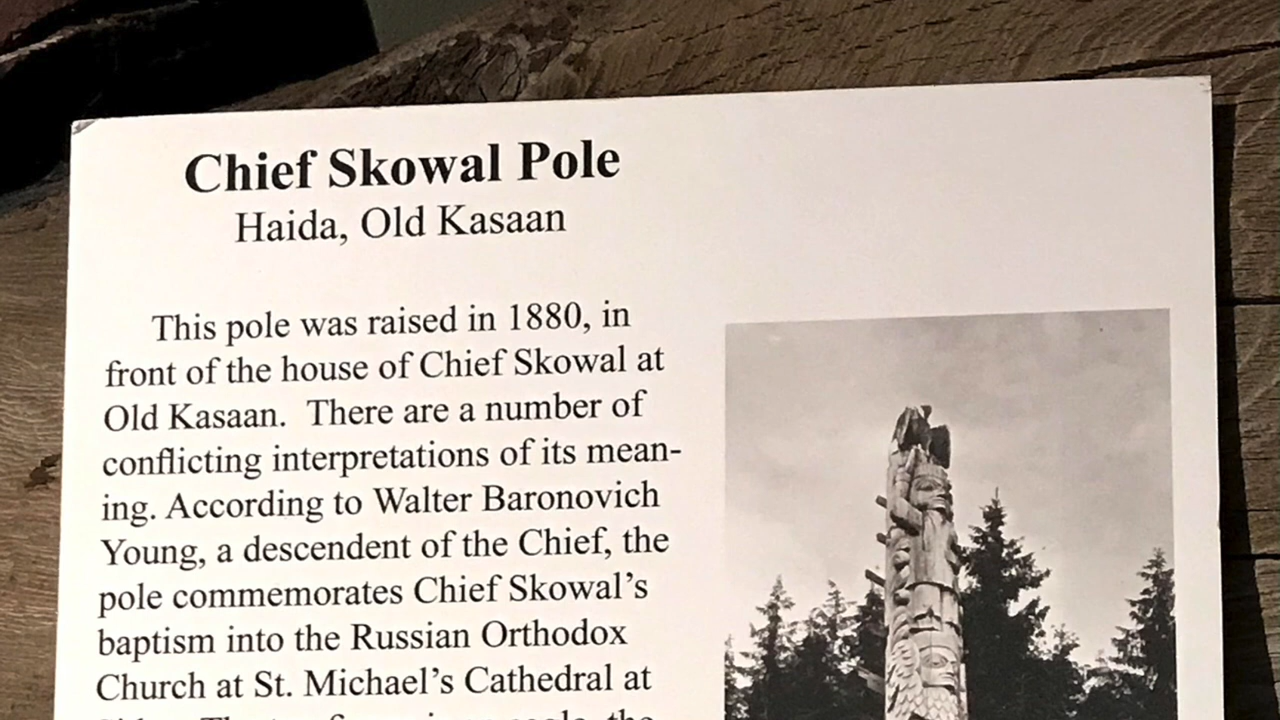 Chief Skowal Pole
Haida, Old Kasaan
This pole was raised in 1880, in
front of the house of Chief Skowal at
Old Kasaan. There are a number of
conflicting interpretations of its mean-
ing. According to Walter Baronovich
Young, a descendent of the Chief, the
pole commemorates Chief Skowal's
baptism into the Russian Orthodox
Church at St. Michael's Cathedral at